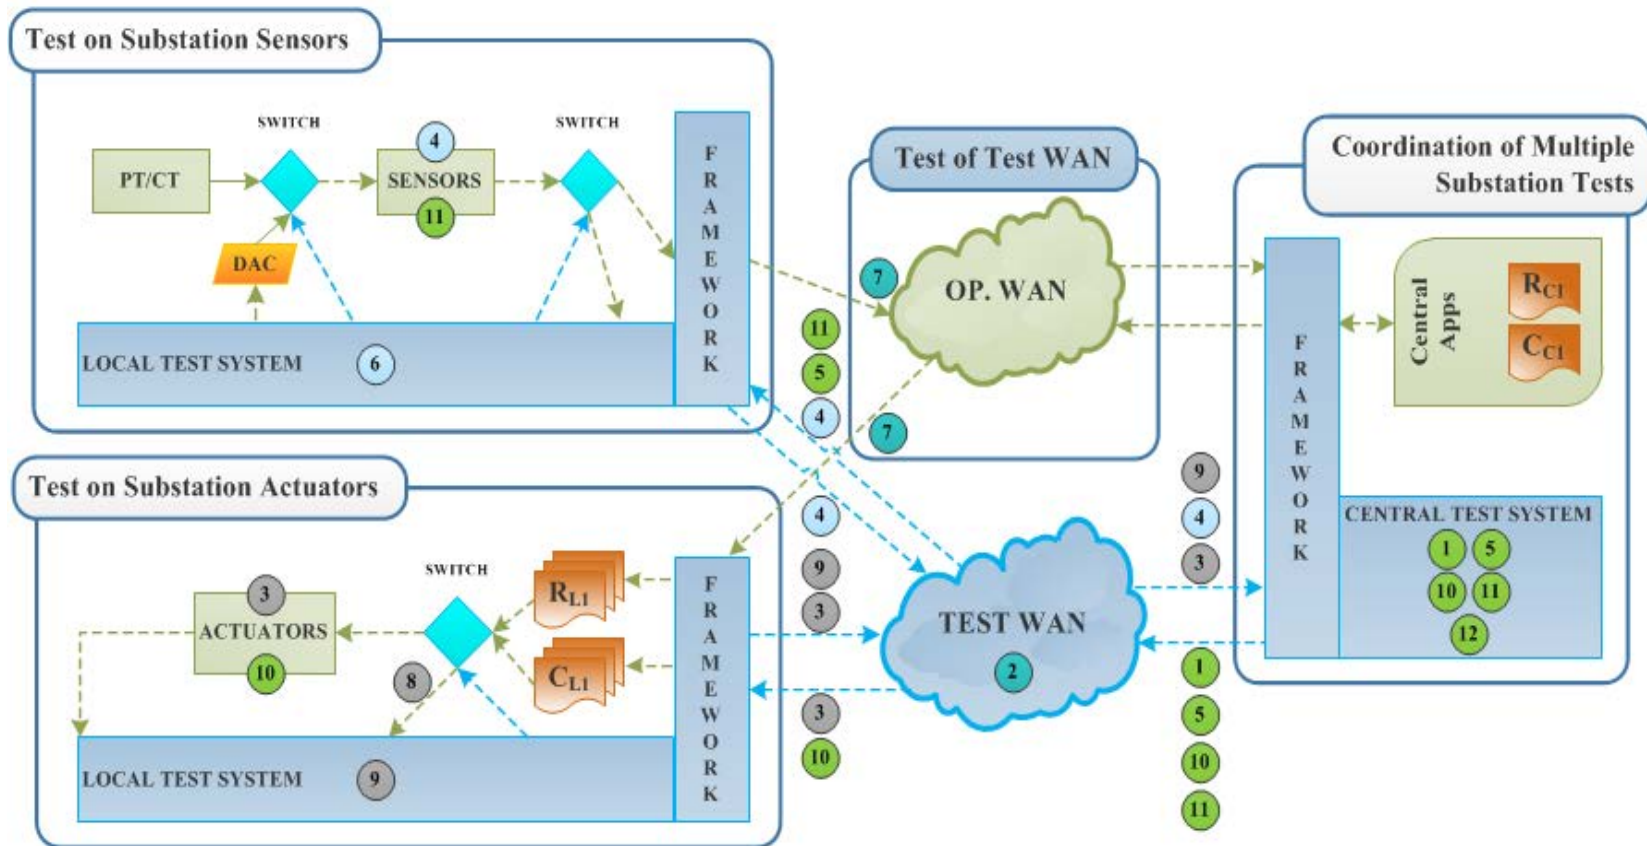 Test on Substation Sensors
SWITCH
SWITCH
4
PT/CT
SENSORS
11
DAC
LOCAL TEST SYSTEM
6
FRAMEWORK
Test of Test WAN
7
OP. WAN
7
11
5
4
Coordination of Multiple
Substation Tests
FRAMEWORK
Central
Apps
RC1
CC1
CENTRAL TEST SYSTEM
1
5
10
11
12
9
4
3
Test on Substation Actuators
SWITCH
3
ACTUATORS
10
8
RL1
CL1
LOCAL TEST SYSTEM
9
FRAMEWORK
4
9
3
3
10
TEST WAN
2
1
5
10
11